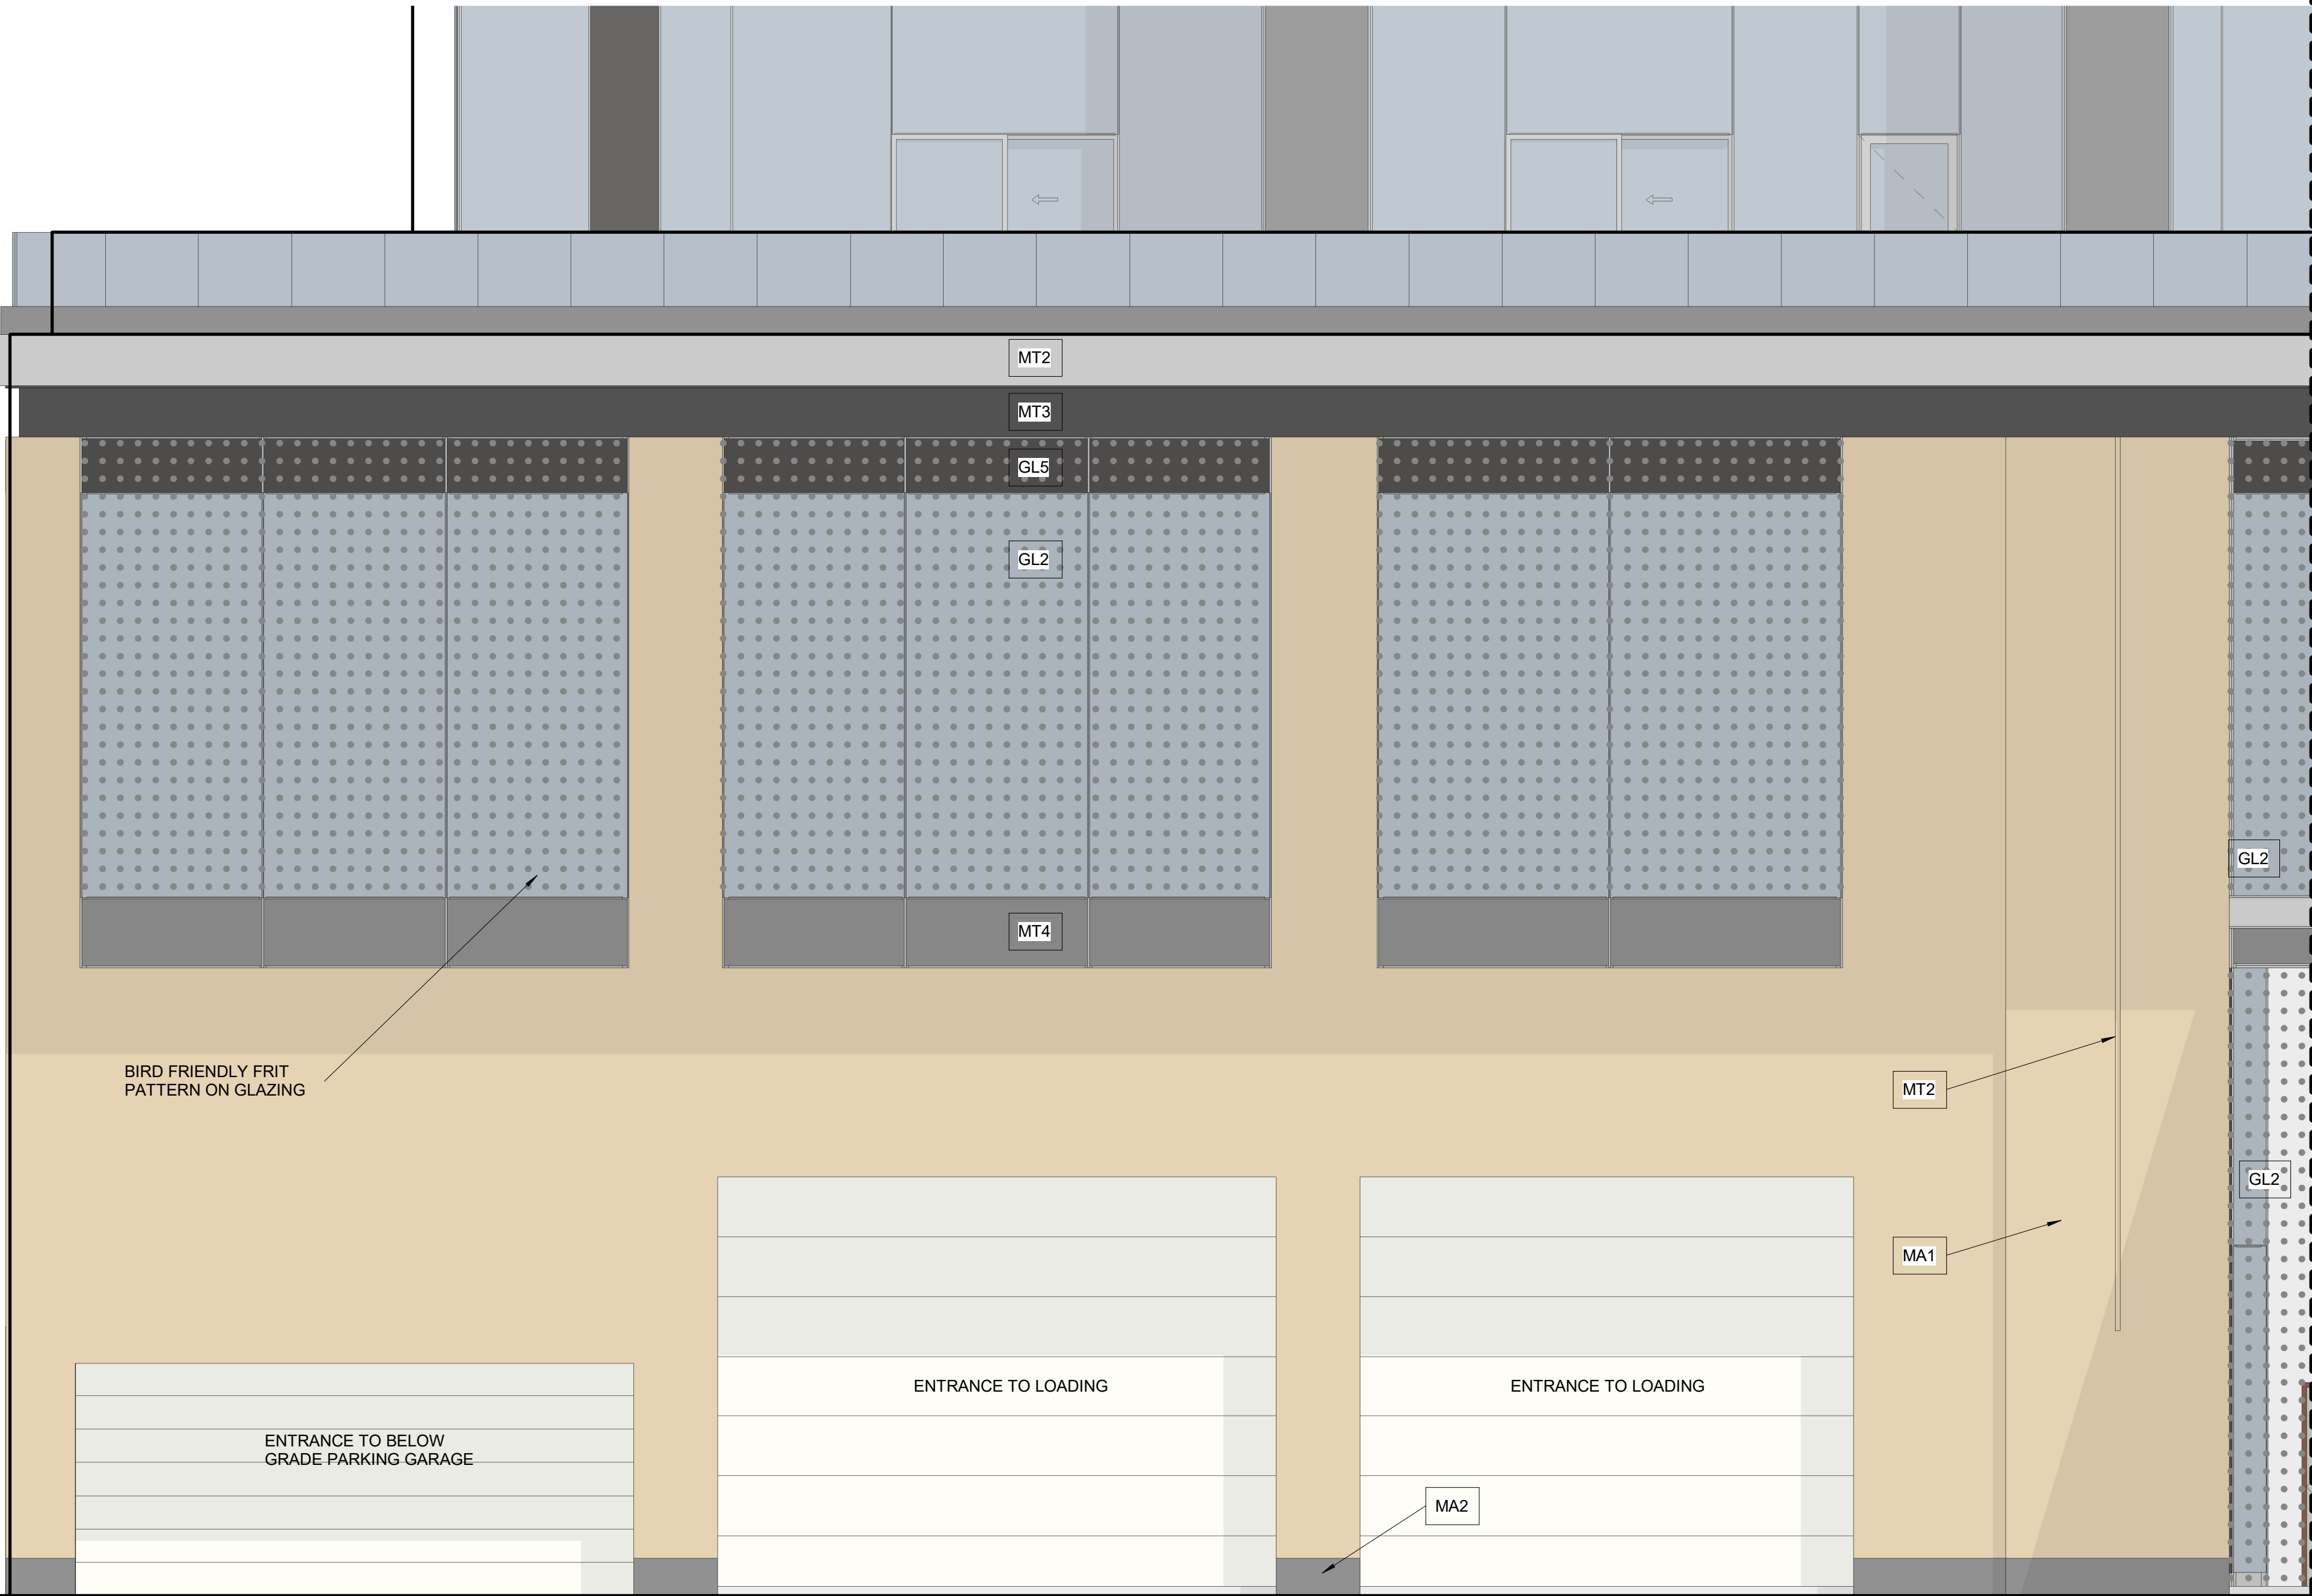 MT2
MT3
GL5
GL2
GL2
MT4
BIRD FRIENDLY FRIT
PATTERN ON GLAZING
MT2
GL2
MA1
ENTRANCE TO LOADING
ENTRANCE TO LOADING
ENTRANCE TO BELOW
GRADE PARKING GARAGE
MA2